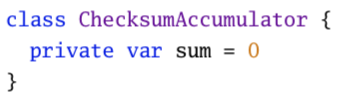 class ChecksumAccumulator {
  private var sum = 0
}